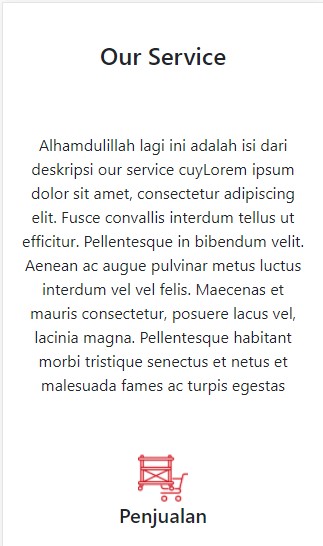 Our Service
Alhamdulillah lagi ini adalah isi dari
deskripsi our service cuyLorem ipsum
dolor sit amet, consectetur adipiscing
elit. Fusce convallis interdum tellus ut
efficitur. Pellentesque in bibendum velit.
Aenean ac augue pulvinar metus luctus
interdum vel vel felis. Maecenas et
mauris consectetur, posuere lacus vel,
lacinia magna. Pellentesque habitant
morbi tristique senectus et netus et
malesuada fames ac turpis egestas
Penjualan